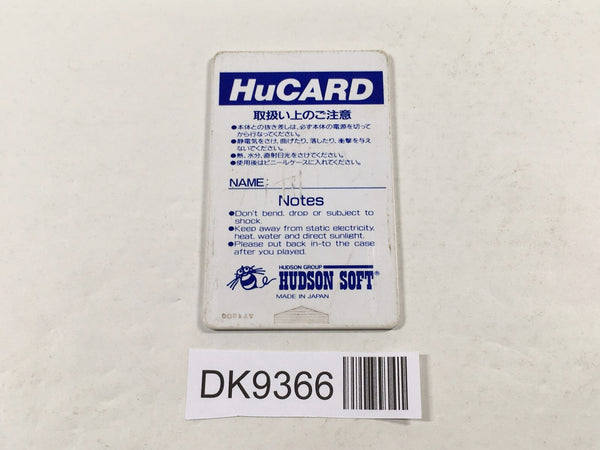 HuCARD
取扱い上のご注意
●本体との抜き差しは、必ず本体の電源を切って
から行なってください。
●静電気をさけ、曲げたり、落したり、衝撃を与え
ないでください。
●熱、水分、直射日光をさけてください。
●使用後はビニールケースに入れてください。
NAME:
Notes
●Don't bend, drop or subject to
shock.
●Keep away from static electricity,
heat, water and direct sunlight.
●Please put back in-to the case
after you played.
HUDSON GROUP
HUDSON SOFT®
MADE IN JAPAN
DK9366